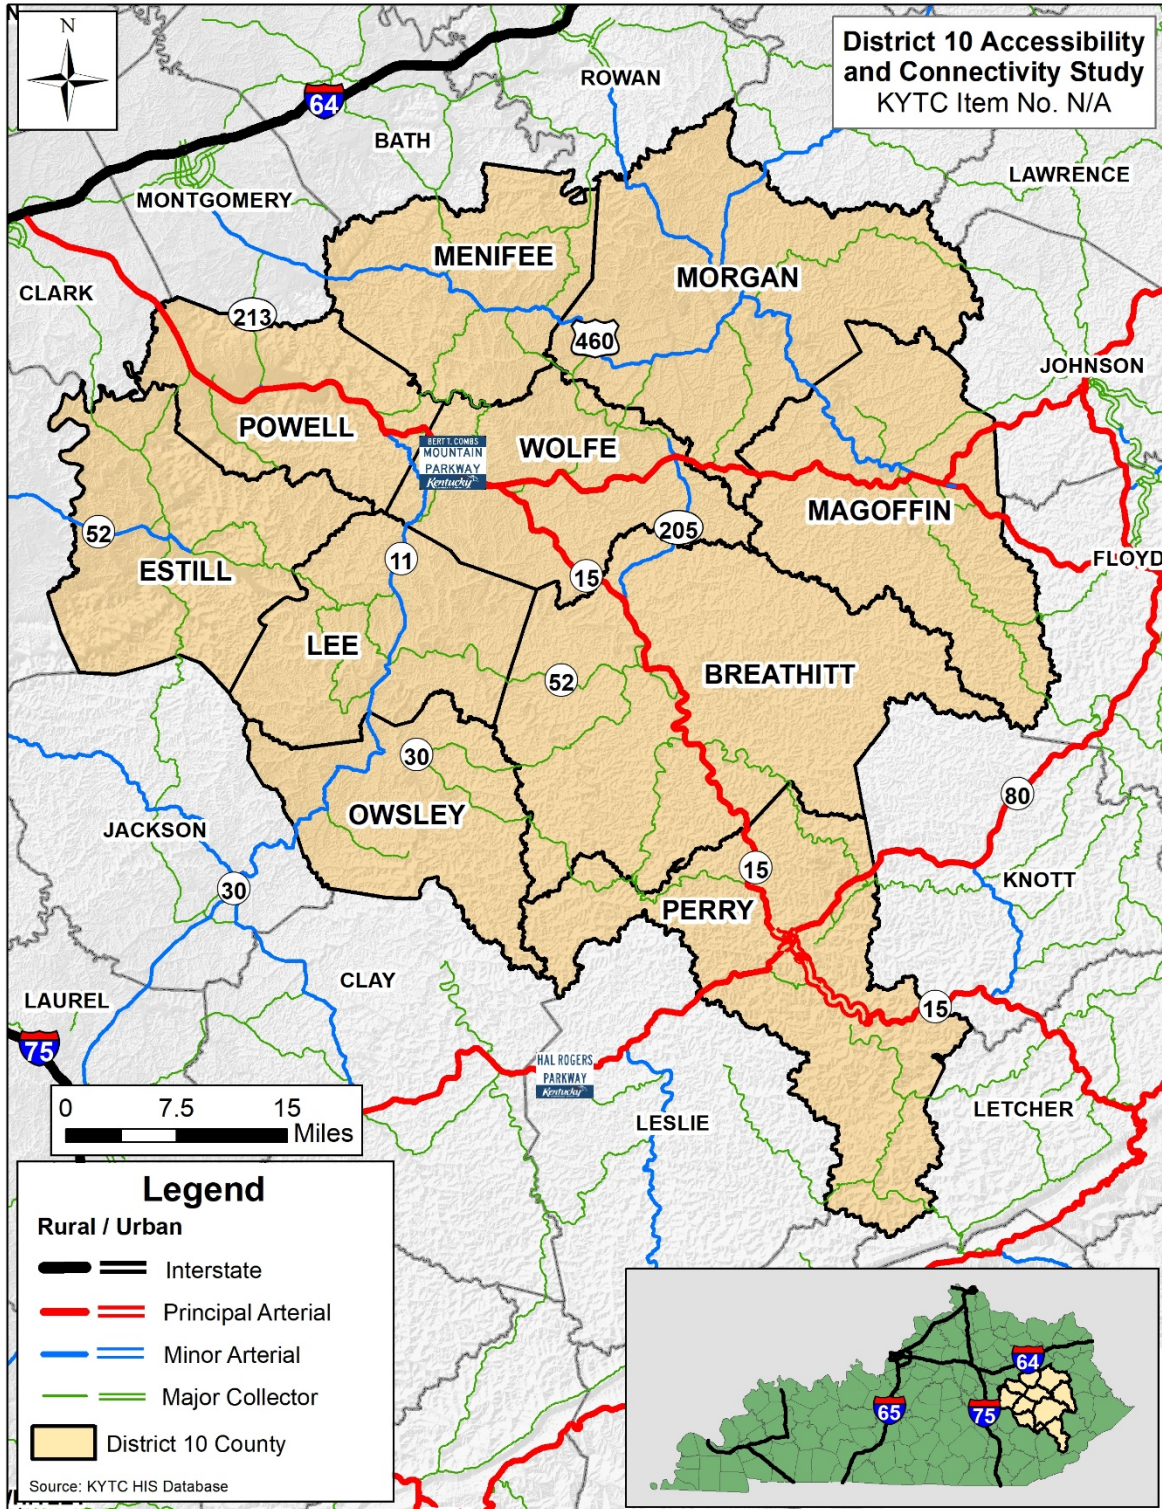 N
District 10 Accessibility
and Connectivity Study
KYTC Item No. N/A
64
ROWAN
BATH
LAWRENCE
MONTGOMERY
MENIFEE
MORGAN
CLARK
213
460
JOHNSON
POWELL
WOLFE
BERT T. COMBS
MOUNTAIN
PARKWAY
Kentucky
MAGOFFIN
205
52
11
FLOYD
ESTILL
15
LEE
52
BREATHITT
30
80
OWSLEY
JACKSON
15
KNOTT
30
PERRY
CLAY
LAUREL
15
75
HAL ROGERS
PARKWAY
Kentucky
0 7.5 15
Miles
LETCHER
LESLIE
Legend
Rural / Urban
Interstate
Principal Arterial
Minor Arterial
Major Collector
District 10 County
Source: KYTC HIS Database
64
65
75